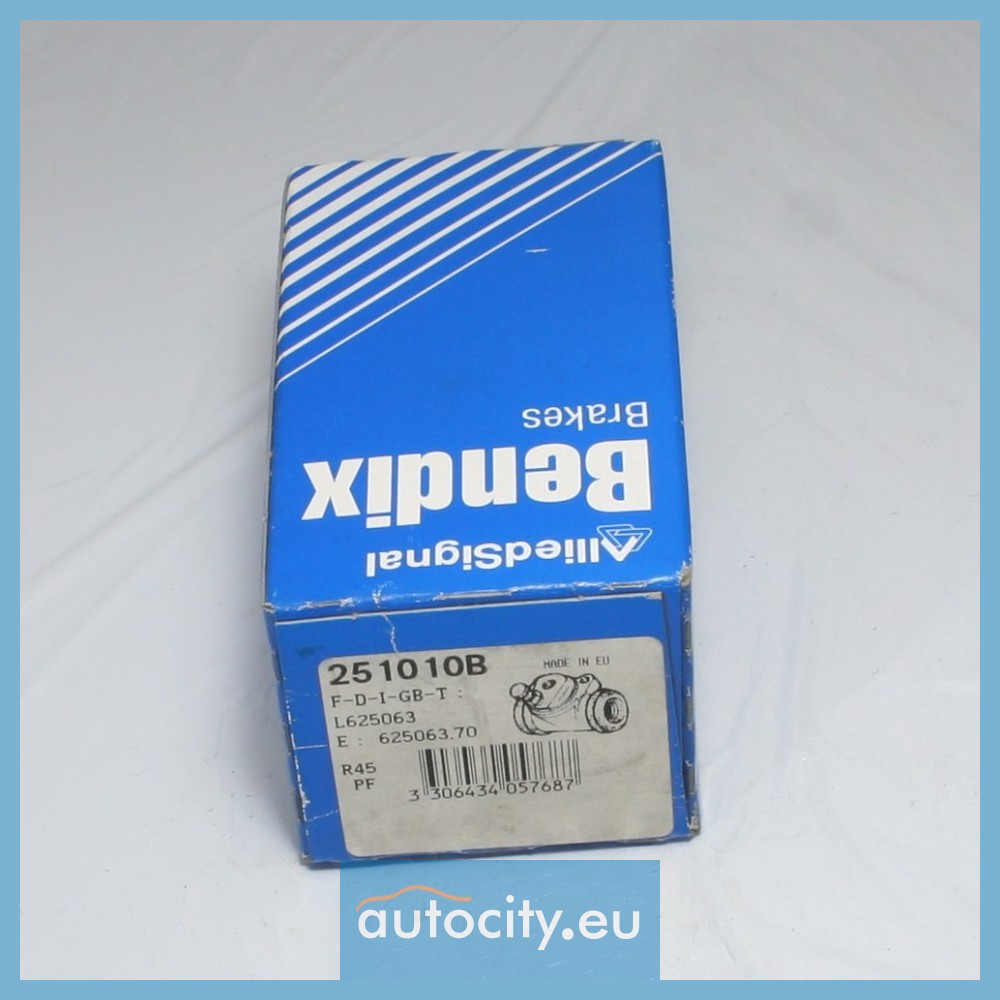 Brakes
Bendix
AlliedSignal
251010B
MADE IN EU
F-D-I-GB-T :
L625063
E : 625063.70
R45
PF
3 306434 057687
autocity.eu